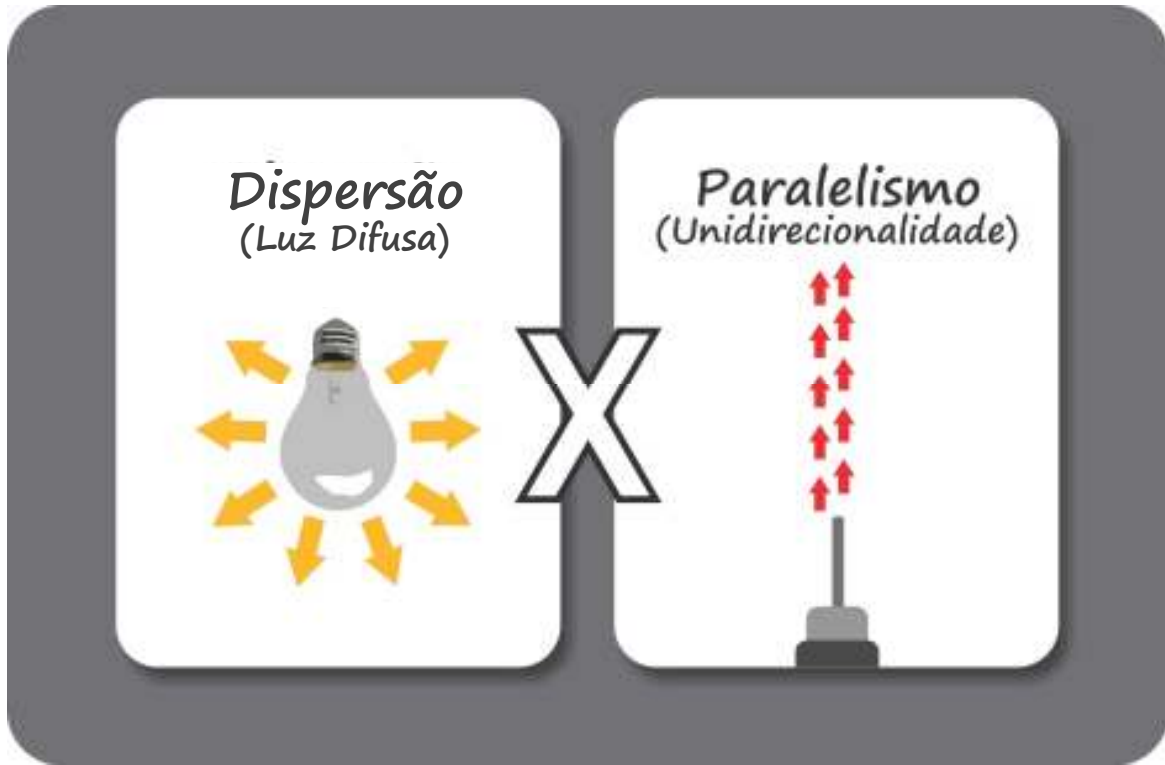 Dispersão
(Luz Difusa)
X
Paralelismo
(Unidirecionalidade)